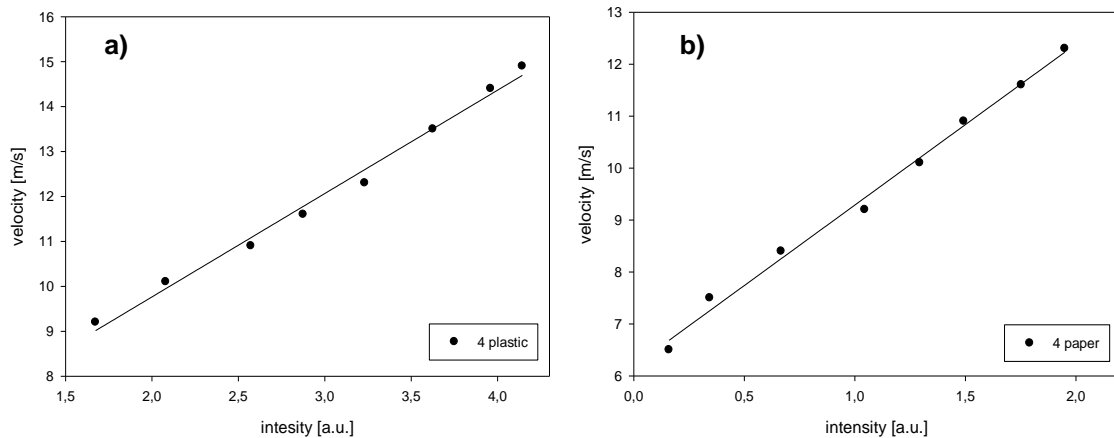 a)
velocity [m/s]
16
15
14
13
12
11
10
9
8
4 plastic
1,5 2,0 2,5 3,0 3,5 4,0
intesity [a.u.]
b)
velocity [m/s]
13
12
11
10
9
8
7
6
4 paper
0,0 0,5 1,0 1,5 2,0
intensity [a.u.]